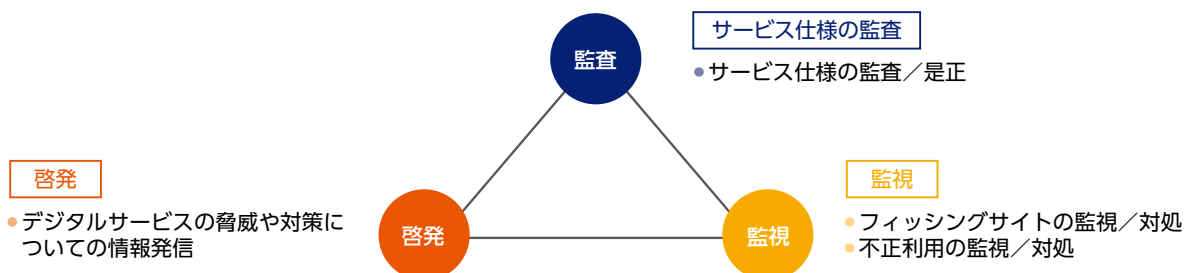 監査
サービス仕様の監査
●サービス仕様の監査／是正
啓発
●デジタルサービスの脅威や対策に
ついての情報発信
啓発
監視
監視
●フィッシングサイトの監視／対処
●不正利用の監視／対処